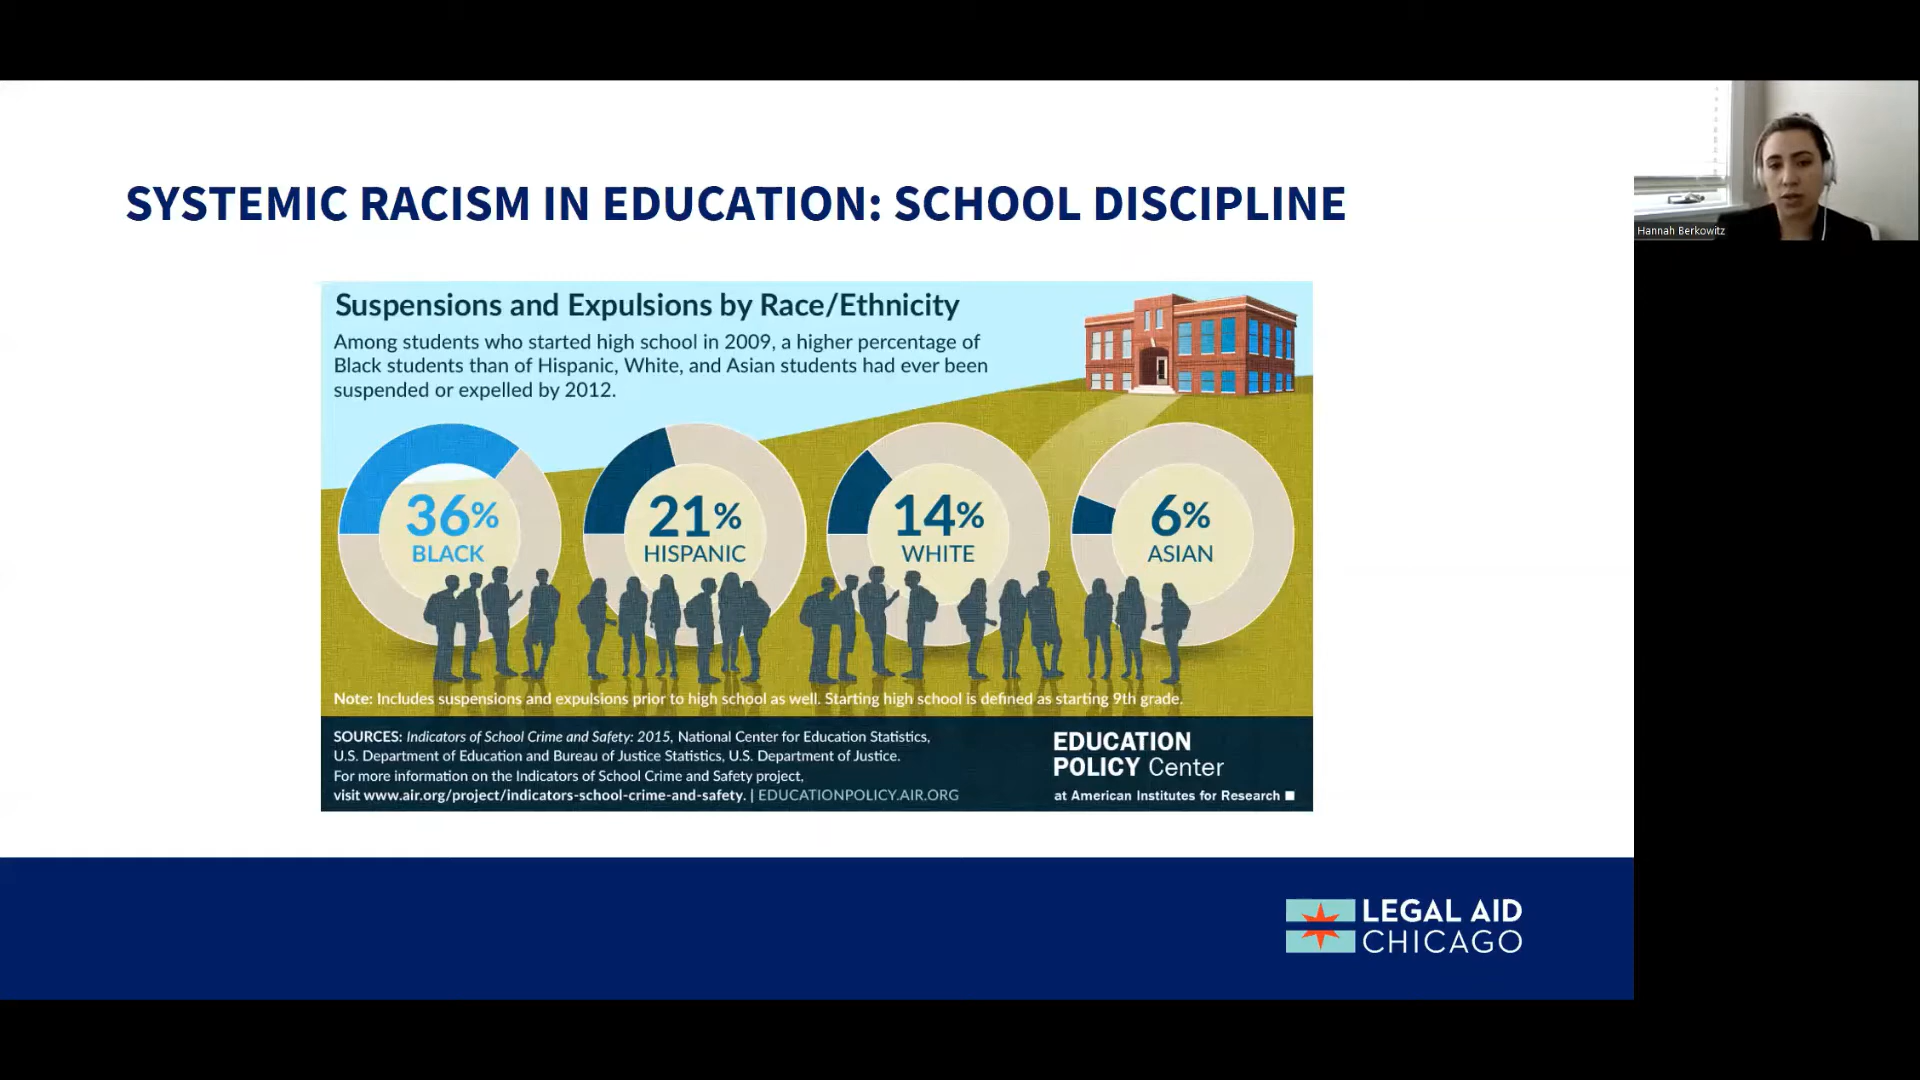 SYSTEMIC RACISM IN EDUCATION: SCHOOL DISCIPLINE
Hannah Berkowitz
Suspensions and Expulsions by Race/Ethnicity
Among students who started high school in 2009, a higher percentage of
Black students than of Hispanic, White, and Asian students had ever been
suspended or expelled by 2012.
36%
BLACK
21%
HISPANIC
14%
WHITE
6%
ASIAN
Note: Includes suspensions and expulsions prior to high school as well. Starting high school is defined as starting 9th grade.
SOURCES: Indicators of School Crime and Safety: 2015, National Center for Education Statistics,
U.S. Department of Education and Bureau of Justice Statistics, U.S. Department of Justice.
For more information on the Indicators of School Crime and Safety project,
visit www.air.org/project/indicators-school-crime-and-safety. | EDUCATIONPOLICY.AIR.ORG
EDUCATION
POLICY Center
at American Institutes for Research
LEGAL AID
CHICAGO